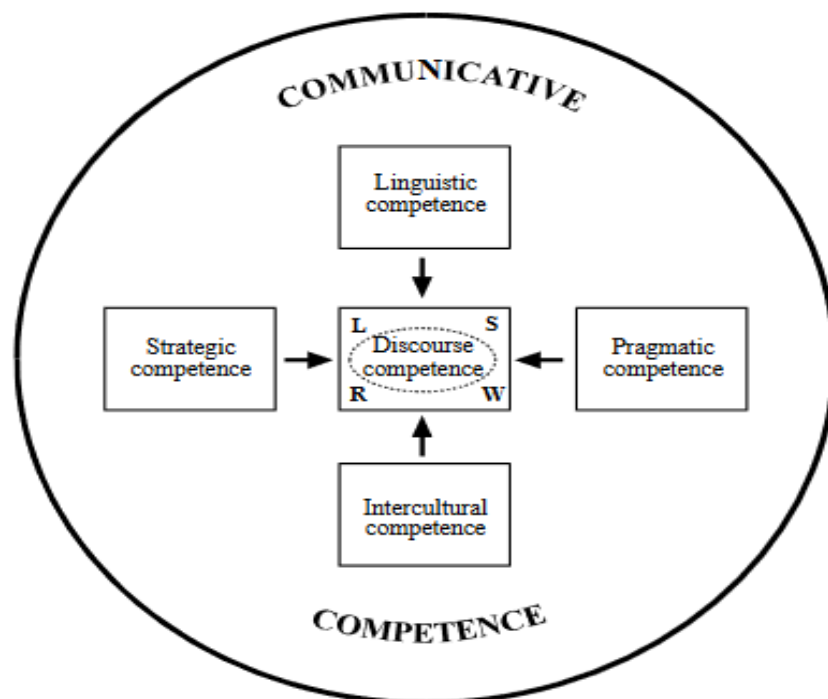 COMMUNICATIVE
Linguistic
competence
Strategic
competence
L S
Discourse
competence
R W
Pragmatic
competence
Intercultural
competence
COMPETENCE